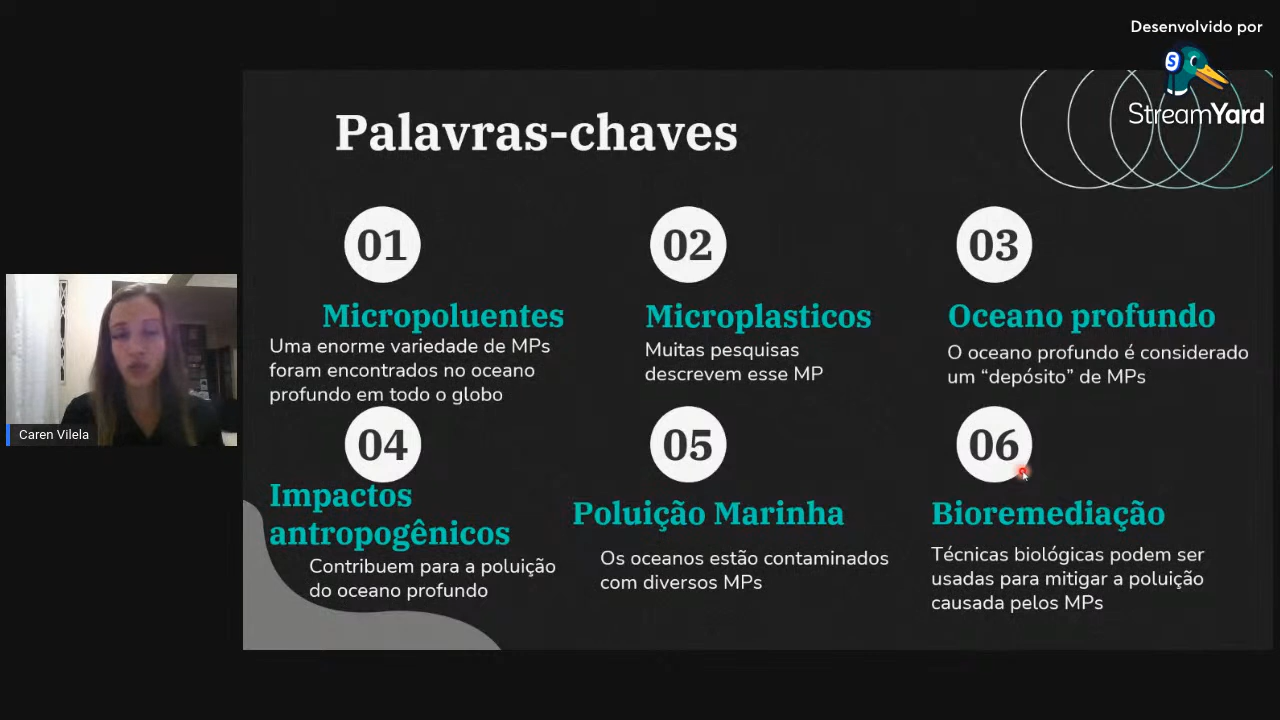 Desenvolvido por
StreamYard
Palavras-chaves
01
Micropoluentes
Uma enorme variedade de MPs
foram encontrados no oceano
profundo em todo o globo
02
Microplasticos
Muitas pesquisas
descrevem esse MP
03
Oceano profundo
O oceano profundo é considerado
um “depósito” de MPs
04
Impactos
antropogênicos
Contribuem para a poluição
do oceano profundo
05
Poluição Marinha
Os oceanos estão contaminados
com diversos MPs
06
Bioremediação
Técnicas biológicas podem ser
usadas para mitigar a poluição
causada pelos MPs
Caren Vilela